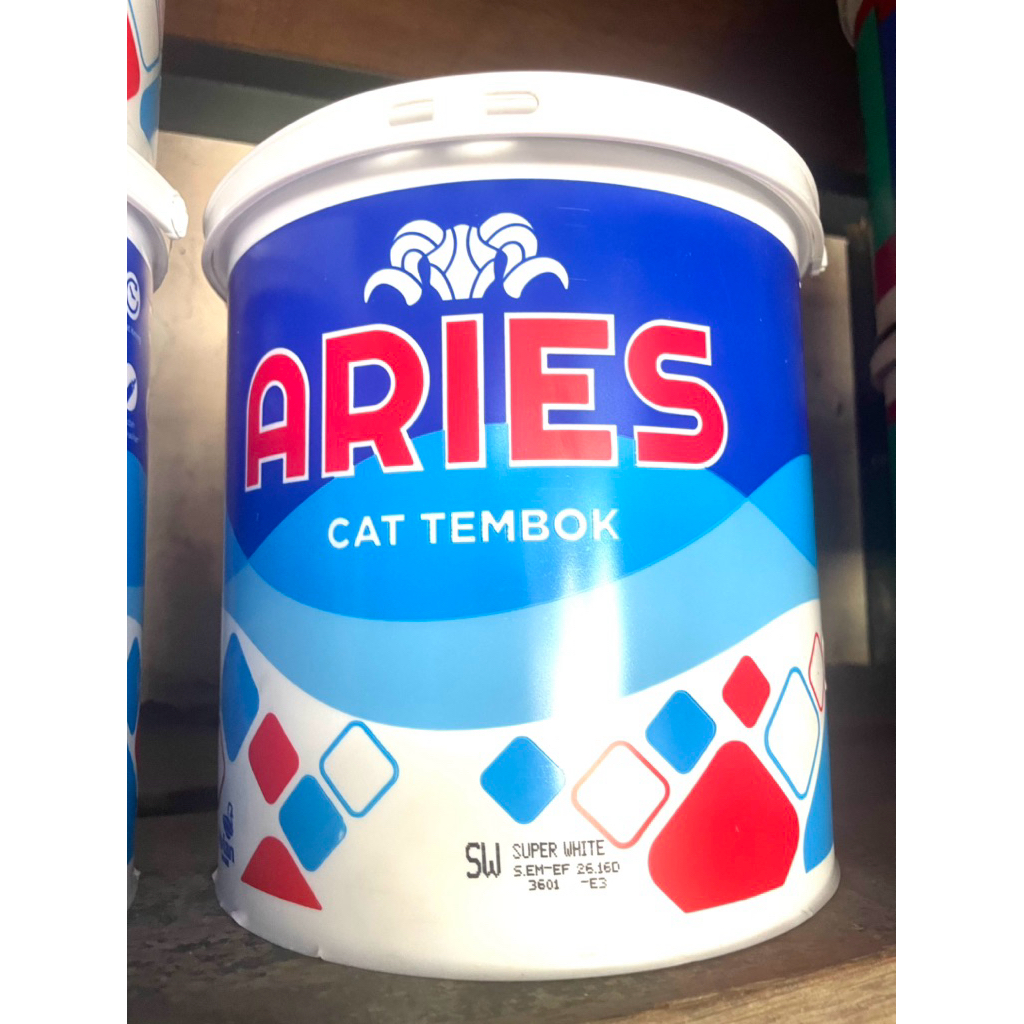 ARIES
CAT TEMBOK
SW
SUPER WHITE
S.EM-EF 26.16D
3601 -E3